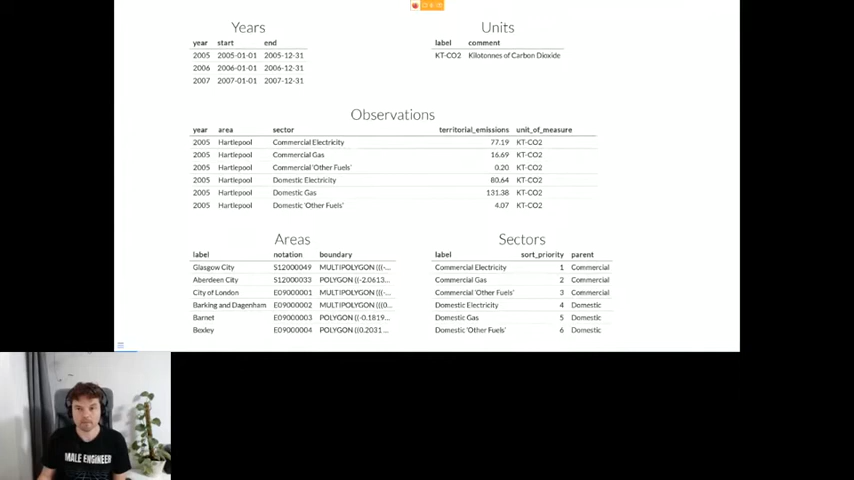 Years
year start end
2005 2005-01-01 2005-12-31
2006 2006-01-01 2006-12-31
2007 2007-01-01 2007-12-31
Units
label comment
KT-CO2 Kilotonnes of Carbon Dioxide
Observations
year area sector territorial_emissions unit_of_measure
2005 Hartlepool Commercial Electricity 77.19 KT-CO2
2005 Hartlepool Commercial Gas 16.69 KT-CO2
2005 Hartlepool Commercial 'Other Fuels' 0.20 KT-CO2
2005 Hartlepool Domestic Electricity 80.64 KT-CO2
2005 Hartlepool Domestic Gas 131.38 KT-CO2
2005 Hartlepool Domestic 'Other Fuels' 4.07 KT-CO2
Areas
label notation boundary
Glasgow City S12000049 MULTIPOLYGON (((-...
Aberdeen City S12000033 POLYGON ((-2.0613...
City of London E09000001 MULTIPOLYGON (((-...
Barking and Dagenham E09000002 MULTIPOLYGON (((0...
Barnet E09000003 POLYGON ((-0.1819...
Bexley E09000004 POLYGON ((0.2031 ...
Sectors
label sort_priority parent
Commercial Electricity 1 Commercial
Commercial Gas 2 Commercial
Commercial 'Other Fuels' 3 Commercial
Domestic Electricity 4 Domestic
Domestic Gas 5 Domestic
Domestic 'Other Fuels' 6 Domestic
MALE ENGINEER